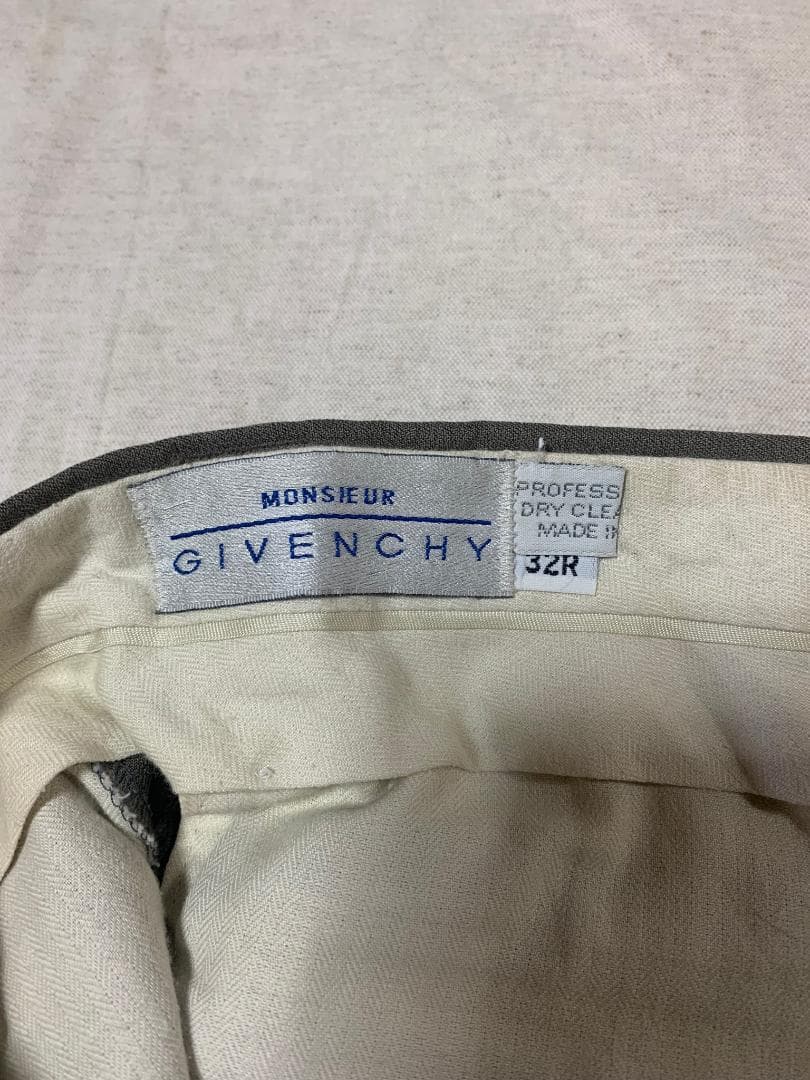 MONSIEUR
GIVENCHY
PROFESS
DRY CLEA
MADE I
32R